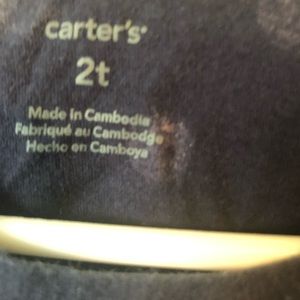 carter's
2t
Made in Cambodia
Fabriqué au Cambodge
Hecho en Camboya